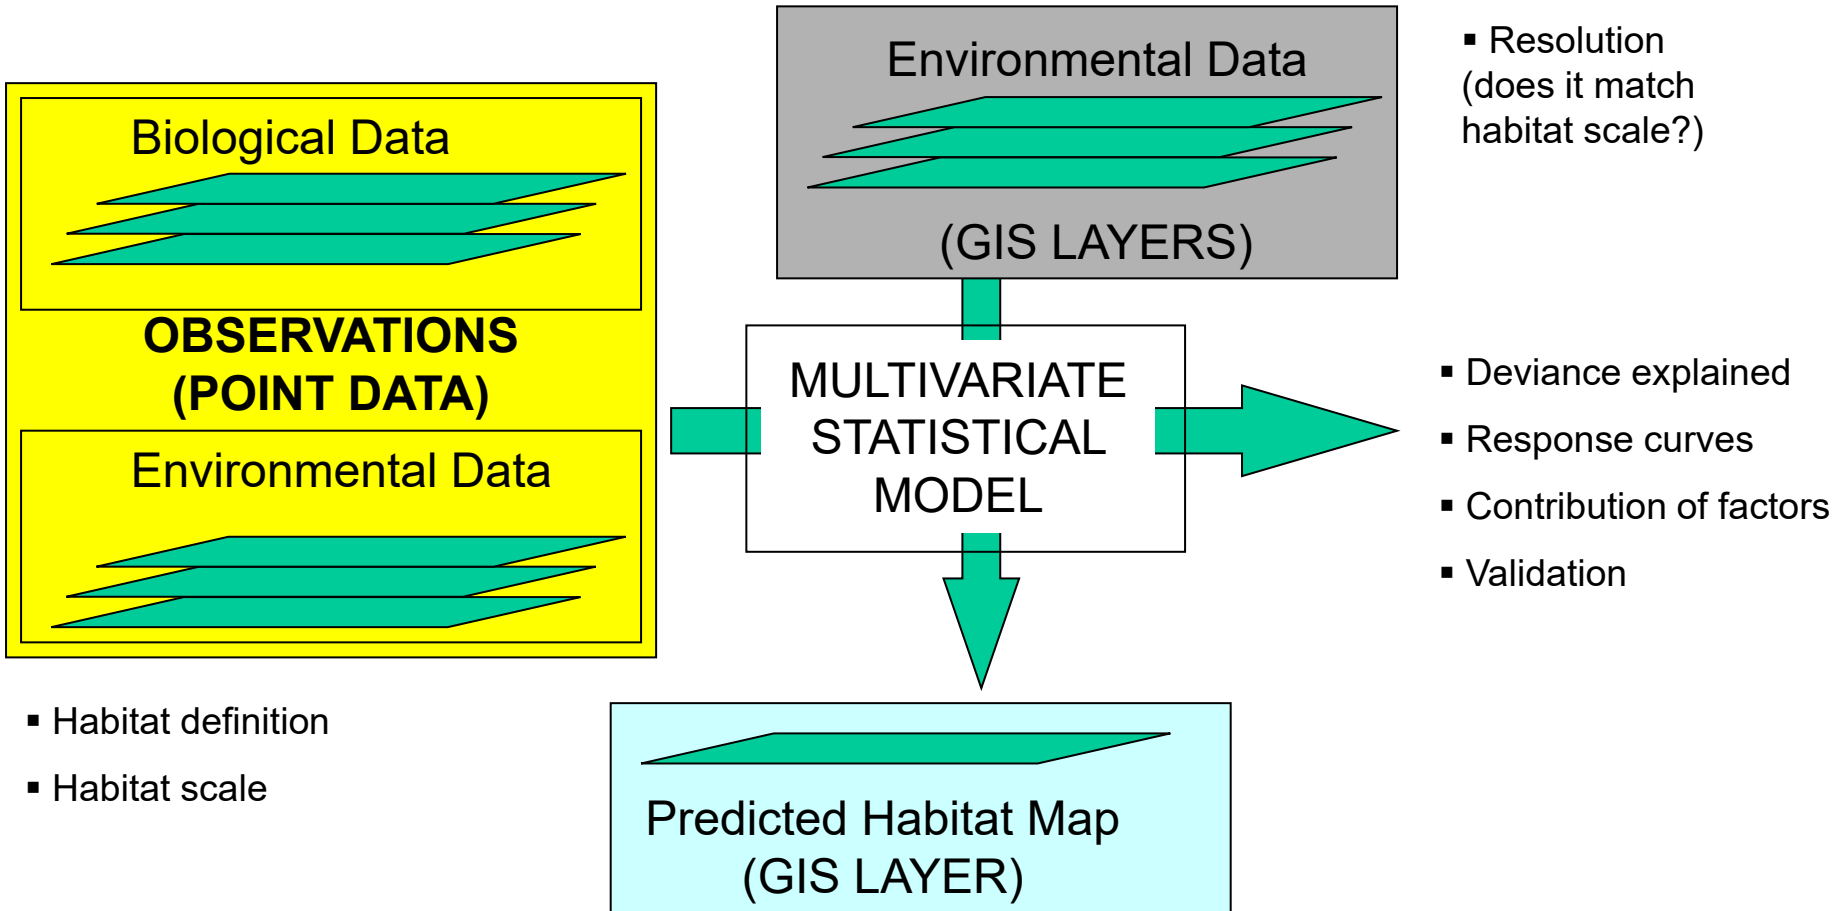 Environmental Data
(GIS LAYERS)
▪ Resolution
(does it match
habitat scale?)
Biological Data
OBSERVATIONS
(POINT DATA)
Environmental Data
MULTIVARIATE
STATISTICAL
MODEL
▪ Deviance explained
▪ Response curves
▪ Contribution of factors
▪ Validation
▪ Habitat definition
▪ Habitat scale
Predicted Habitat Map
(GIS LAYER)